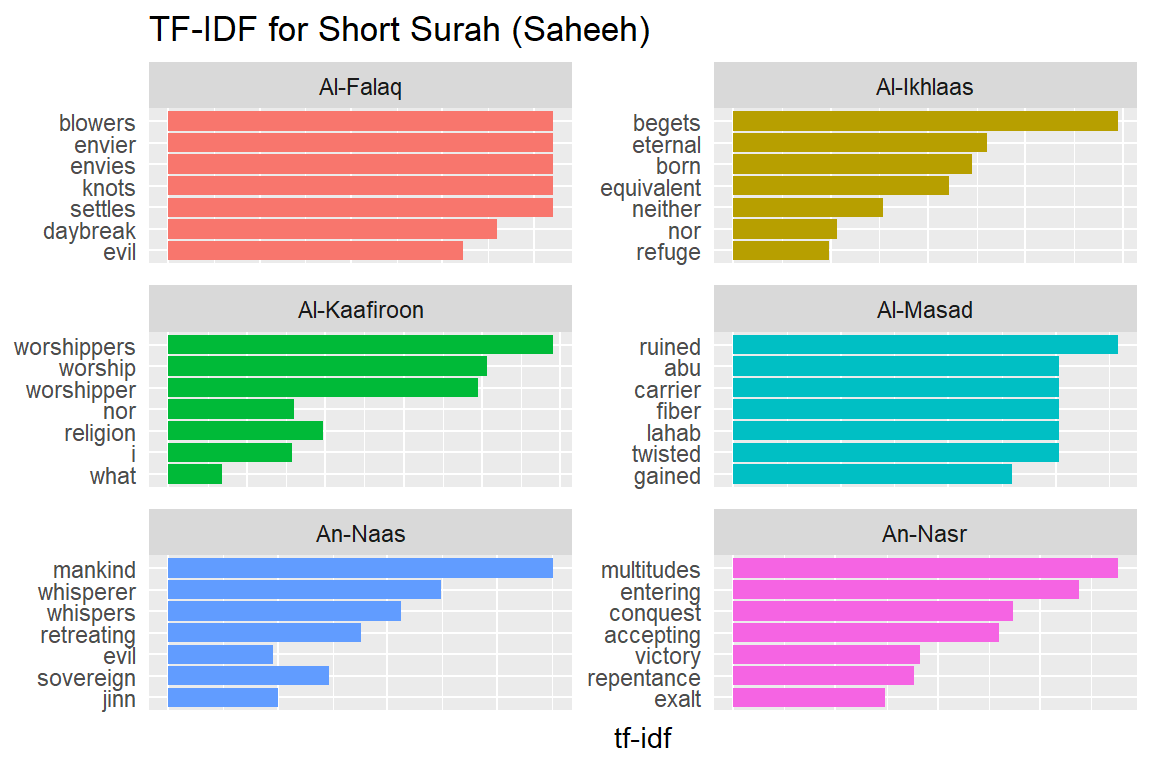 TF-IDF for Short Surah (Saheeh)
Al-Falaq
blowers
envier
envies
knots
settles
daybreak
evil
Al-Ikhlaas
begets
eternal
born
equivalent
neither
nor
refuge
Al-Kaafiroon
worshippers
worship
worshipper
nor
religion
i
what
Al-Masad
ruined
abu
carrier
fiber
lahab
twisted
gained
An-Naas
mankind
whisperer
whispers
retreating
evil
sovereign
jinn
An-Nasr
multitudes
entering
conquest
accepting
victory
repentance
exalt
tf-idf